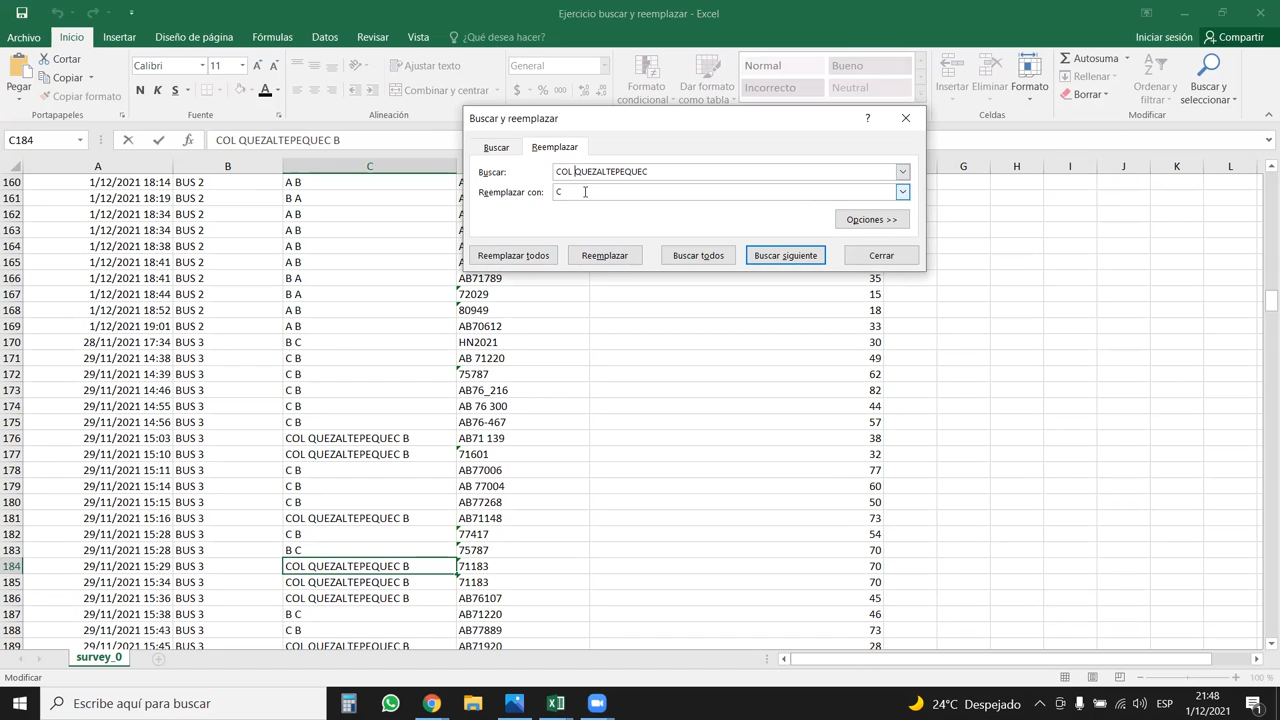 Ejercicio buscar y reemplazar - Excel
Archivo Inicio Insertar Diseño de página Fórmulas Datos Revisar Vista ¿Qué desea hacer? Iniciar sesión Compartir
Pegar
Cortar
Copiar
Copiar formato
Portapapeles
Calibri 11
N K S
Fuente
Ajustar texto
Combinar y centrar
Alineación
General
$ % 000
Formato condicional
Dar formato como tabla
Normal Bueno
Incorrecto Neutral
Insertar Eliminar Formato
Celdas
Autosuma
Rellenar
Borrar
Ordenar y filtrar
Buscar y seleccionar
Modificar
C184 fx COL QUEZALTEPEQUEC B
Buscar y reemplazar ?
Buscar Reemplazar
Buscar: COL QUEZALTEPEQUEC
Reemplazar con: C
Opciones >>
Reemplazar todos Reemplazar Buscar todos Buscar siguiente Cerrar
A B C G H I J K L
160 1/12/2021 18:14 BUS 2 A B
161 1/12/2021 18:19 BUS 2 B A
162 1/12/2021 18:34 BUS 2 A B
163 1/12/2021 18:34 BUS 2 A B
164 1/12/2021 18:38 BUS 2 A B
165 1/12/2021 18:41 BUS 2 A B
166 1/12/2021 18:41 BUS 2 B A AB71789 35
167 1/12/2021 18:44 BUS 2 B A 72029 15
168 1/12/2021 18:52 BUS 2 A B 80949 18
169 1/12/2021 19:01 BUS 2 A B AB70612 33
170 28/11/2021 17:34 BUS 3 B C HN2021 30
171 29/11/2021 14:38 BUS 3 C B AB 71220 49
172 29/11/2021 14:39 BUS 3 C B 75787 62
173 29/11/2021 14:46 BUS 3 C B AB76_216 82
174 29/11/2021 14:55 BUS 3 C B AB 76 300 44
175 29/11/2021 14:56 BUS 3 C B AB76-467 57
176 29/11/2021 15:03 BUS 3 COL QUEZALTEPEQUEC B AB71 139 38
177 29/11/2021 15:10 BUS 3 COL QUEZALTEPEQUEC B 71601 32
178 29/11/2021 15:11 BUS 3 C B AB77006 77
179 29/11/2021 15:14 BUS 3 C B AB 77004 60
180 29/11/2021 15:15 BUS 3 C B AB77268 50
181 29/11/2021 15:16 BUS 3 COL QUEZALTEPEQUEC B AB71148 73
182 29/11/2021 15:28 BUS 3 C B 77417 54
183 29/11/2021 15:28 BUS 3 B C 75787 70
184 29/11/2021 15:29 BUS 3 COL QUEZALTEPEQUEC B 71183 70
185 29/11/2021 15:34 BUS 3 COL QUEZALTEPEQUEC B 71183 70
186 29/11/2021 15:36 BUS 3 COL QUEZALTEPEQUEC B AB76107 45
187 29/11/2021 15:38 BUS 3 B C AB71220 46
188 29/11/2021 15:43 BUS 3 C B AB77889 73
189 29/11/2021 15:45 BUS 3 COL QUEZALTEPEQUEC B AB71920 28
survey_0
Modificar 100 %
Escribe aquí para buscar 24°C Despejado ESP 21:48
1/12/2021